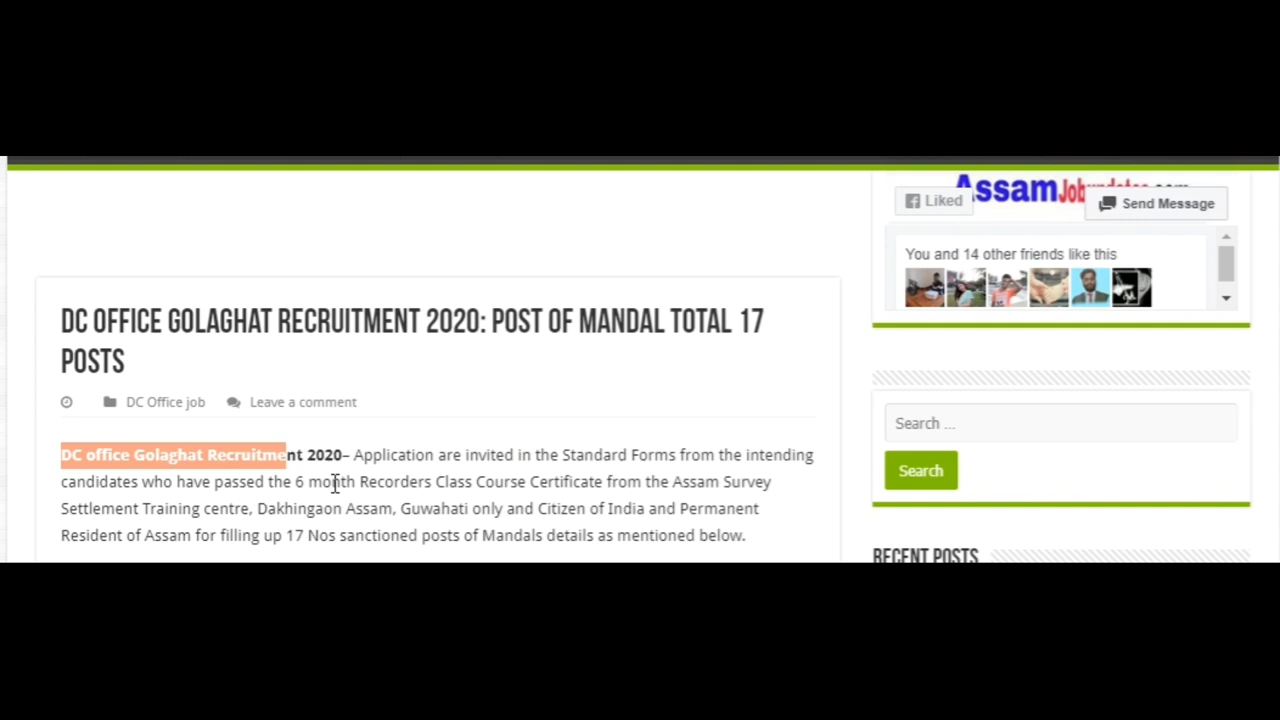 Assam
Liked
Send Message
You and 14 other friends like this
DC OFFICE GOLAGHAT RECRUITMENT 2020: POST OF MANDAL TOTAL 17
POSTS
DC Office job
Leave a comment
DC office Golaghat Recruitment 2020– Application are invited in the Standard Forms from the intending
candidates who have passed the 6 month Recorders Class Course Certificate from the Assam Survey
Settlement Training centre, Dakhingaon Assam, Guwahati only and Citizen of India and Permanent
Resident of Assam for filling up 17 Nos sanctioned posts of Mandals details as mentioned below.
Search ...
Search
RECENT POSTS